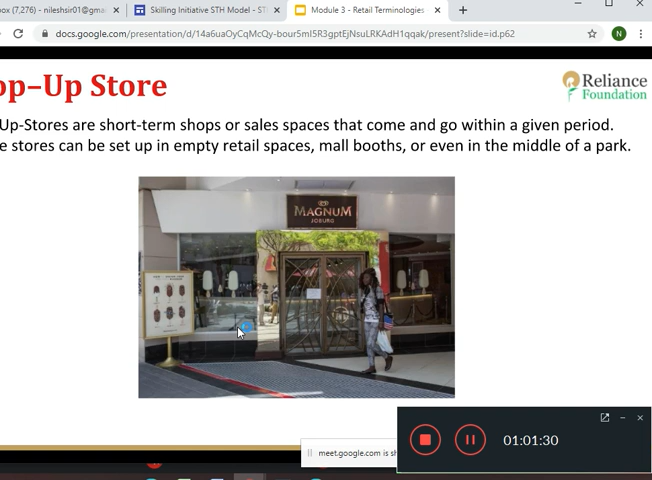 box (7,276) - nileshsir01@gma
Skilling Initiative STH Model - ST
Module 3 - Retail Terminologies
docs.google.com/presentation/d/14a6uaOyCqMcQy-bour5mI5R3gptEjNsuLRKAdH1qqak/present?slide=id.p62
N
op–Up Store
Reliance
Foundation
Up-Stores are short-term shops or sales spaces that come and go within a given period.
e stores can be set up in empty retail spaces, mall booths, or even in the middle of a park.
MAGNUM
JOBURG
meet.google.com is sh
01:01:30